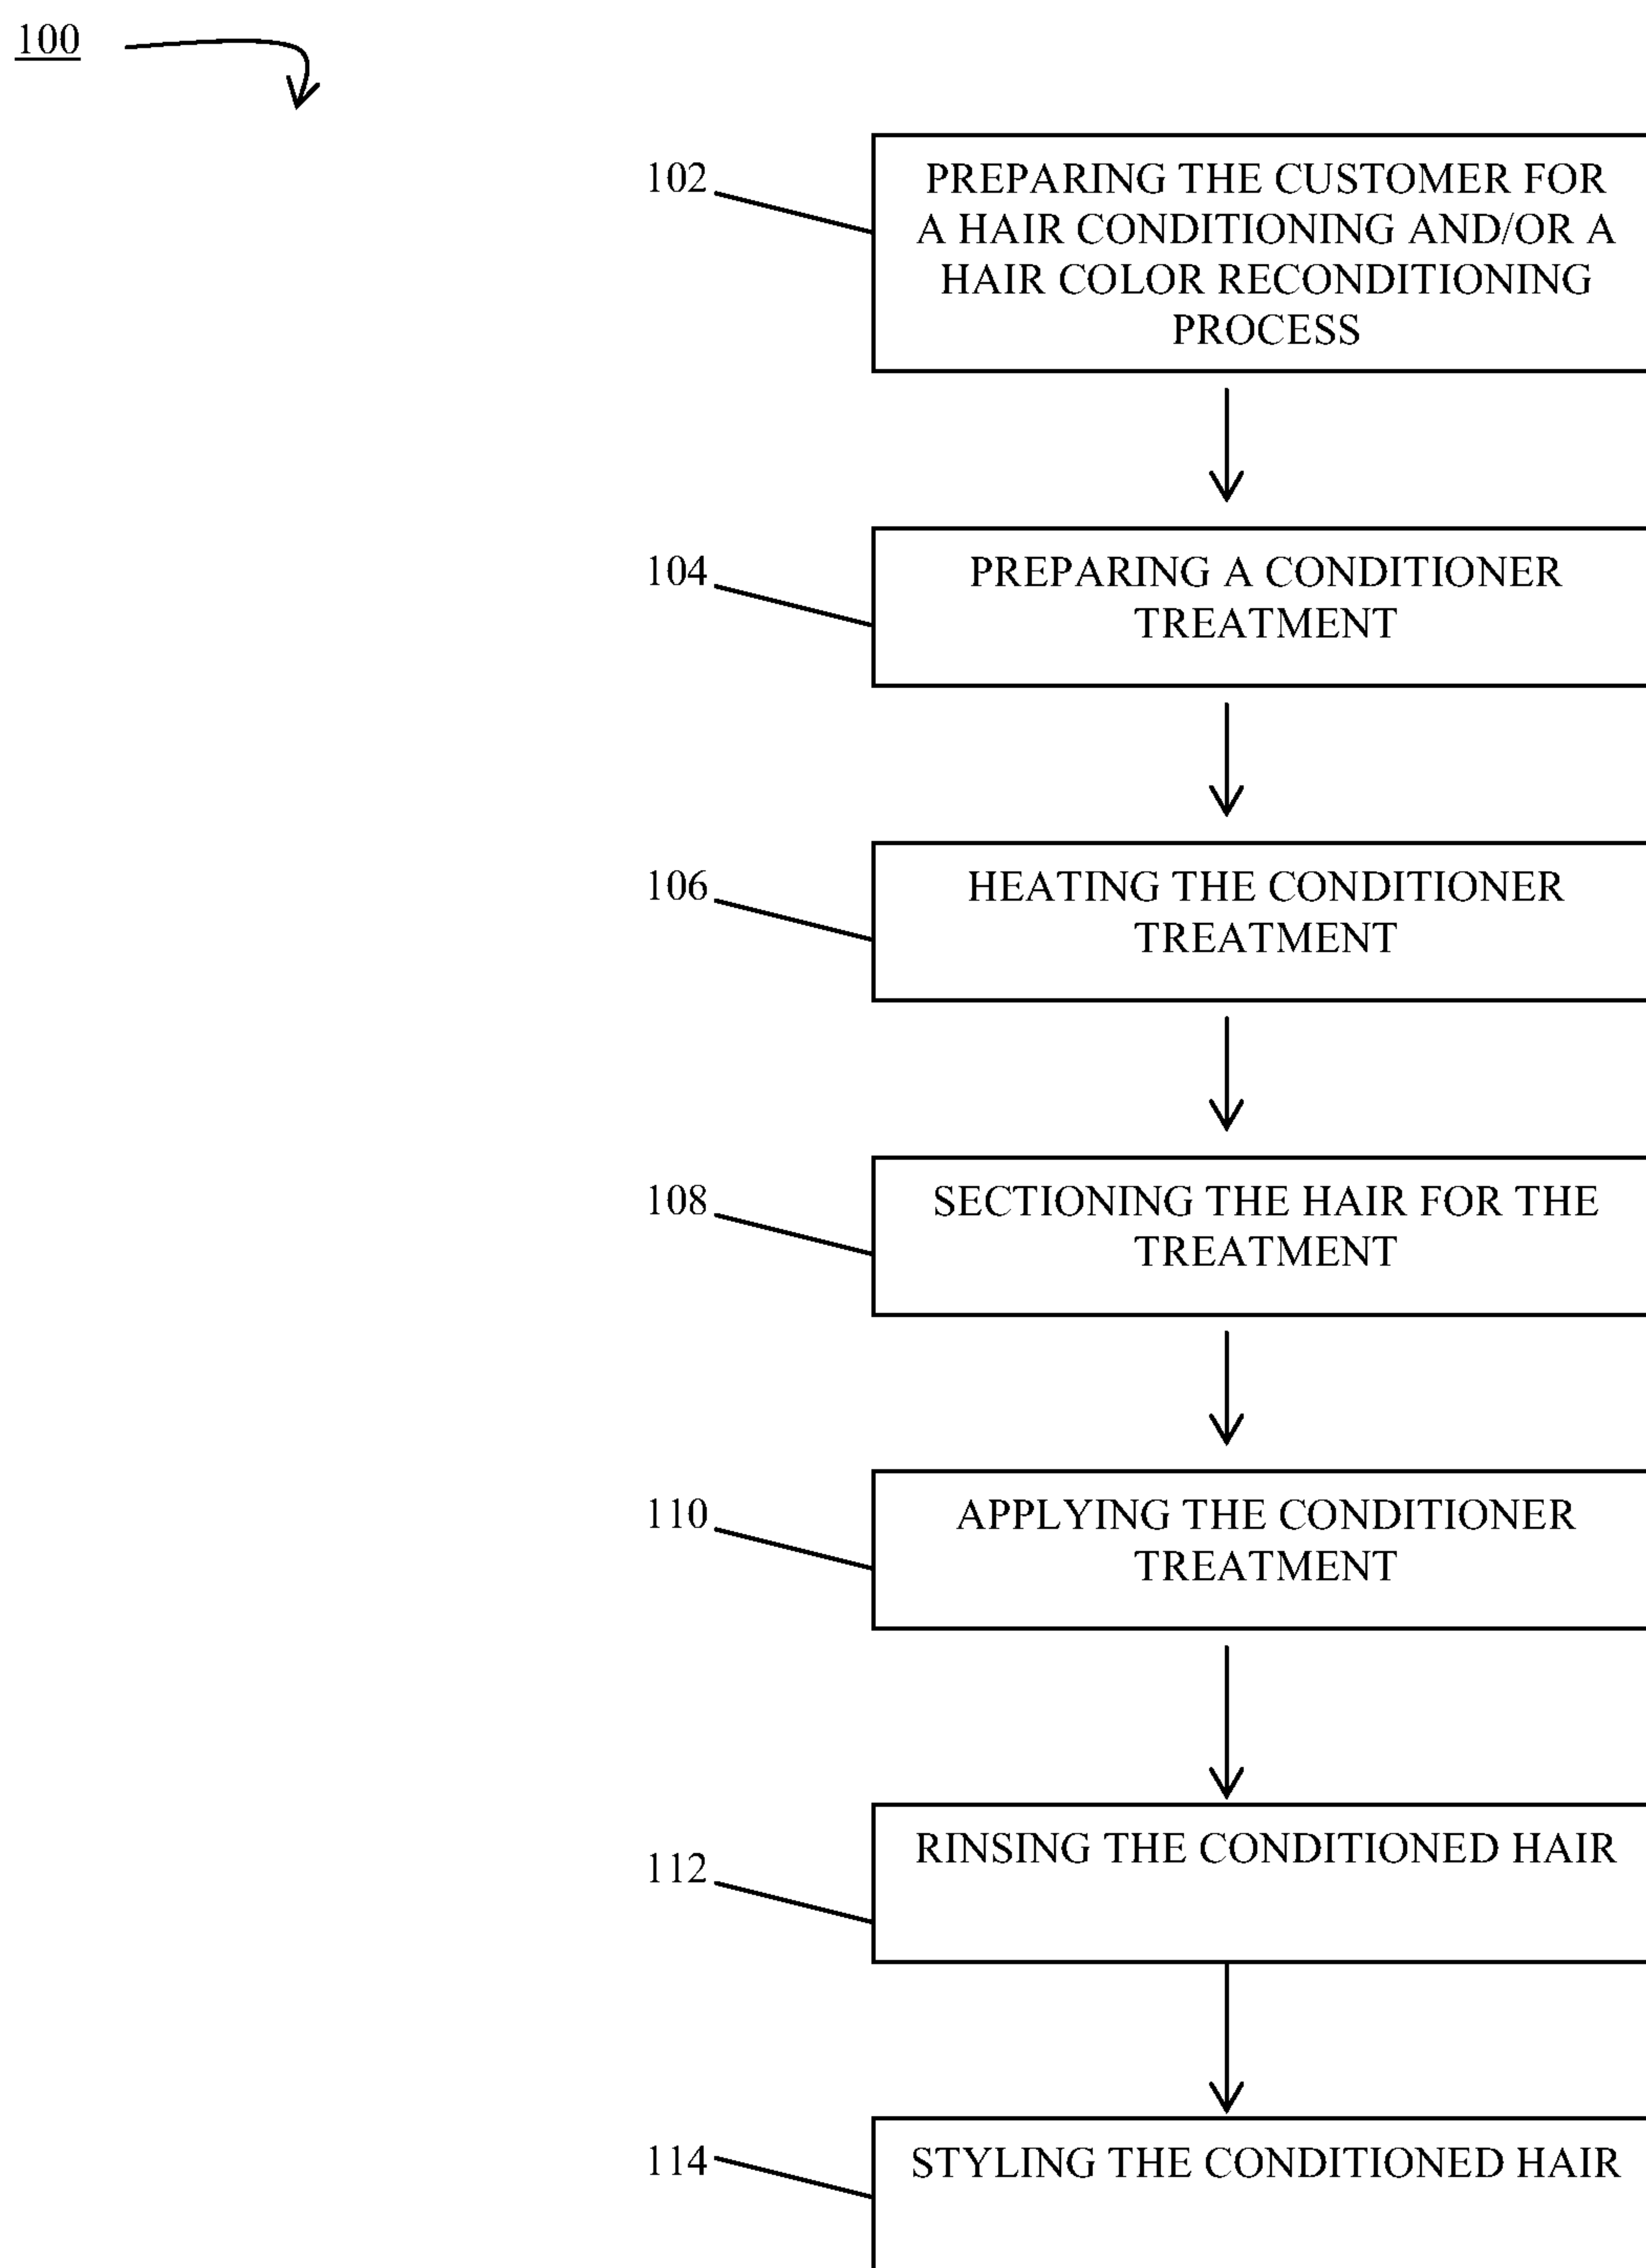 100
102
PREPARING THE CUSTOMER FOR
A HAIR CONDITIONING AND/OR A
HAIR COLOR RECONDITIONING
PROCESS
104
PREPARING A CONDITIONER
TREATMENT
106
HEATING THE CONDITIONER
TREATMENT
108
SECTIONING THE HAIR FOR THE
TREATMENT
110
APPLYING THE CONDITIONER
TREATMENT
112
RINSING THE CONDITIONED HAIR
114
STYLING THE CONDITIONED HAIR